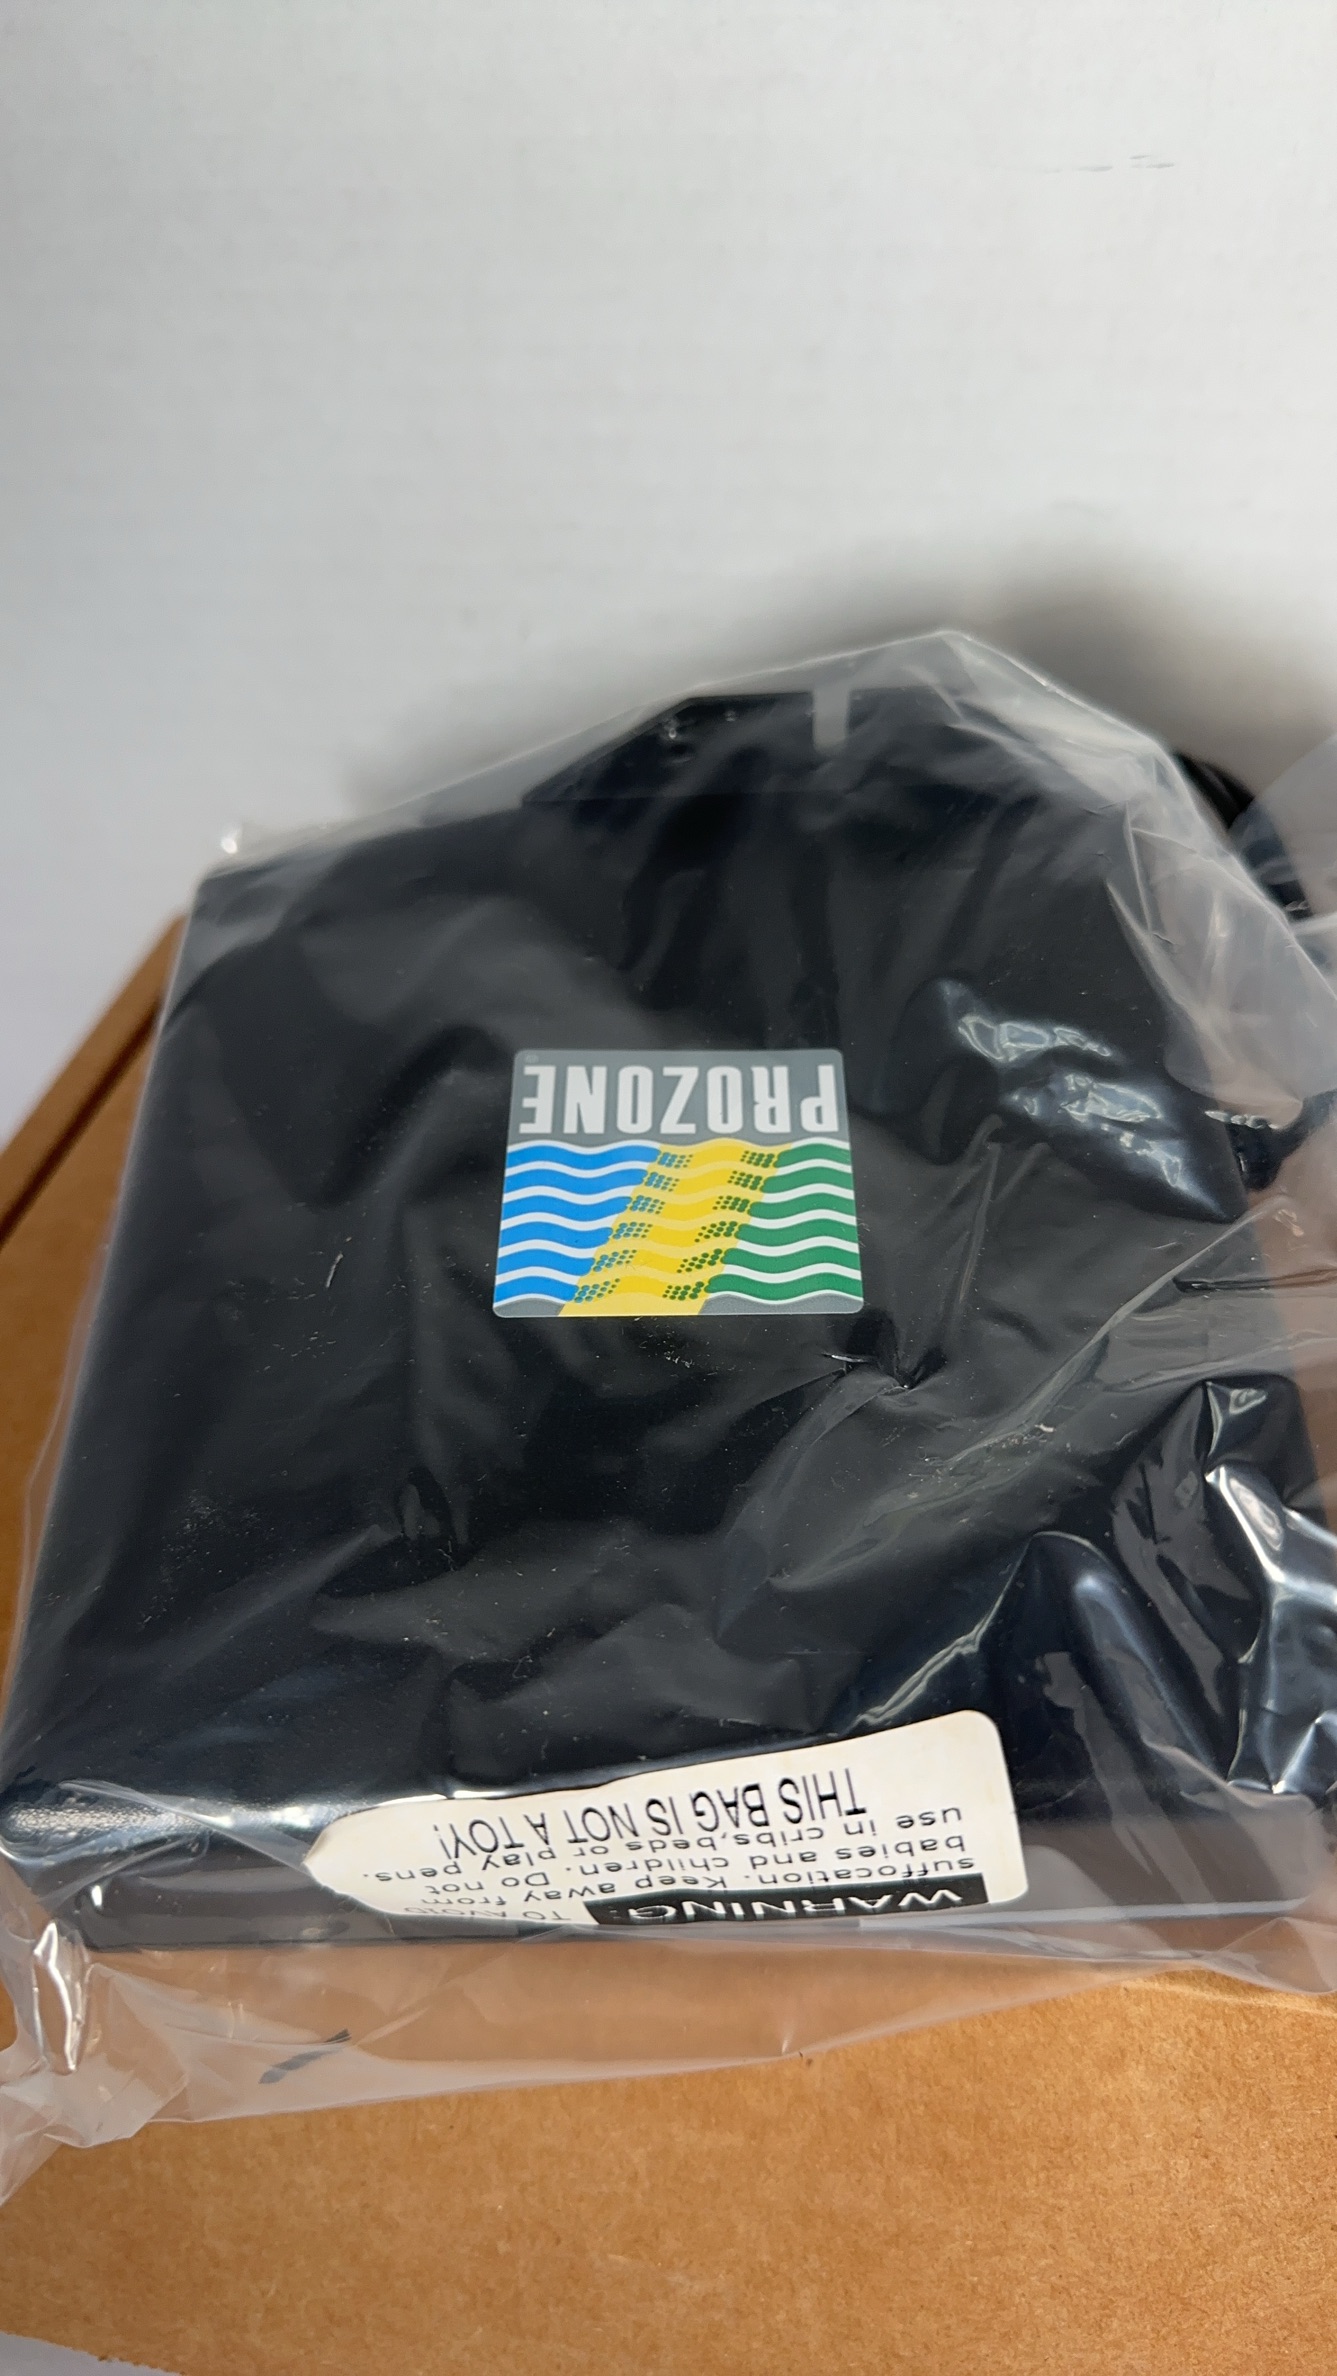 PROZONE
WARNING: TO AVOID
suffocation. Keep away from
babies and children. Do not
use in cribs,beds or play pens.
THIS BAG IS NOT A TOY!